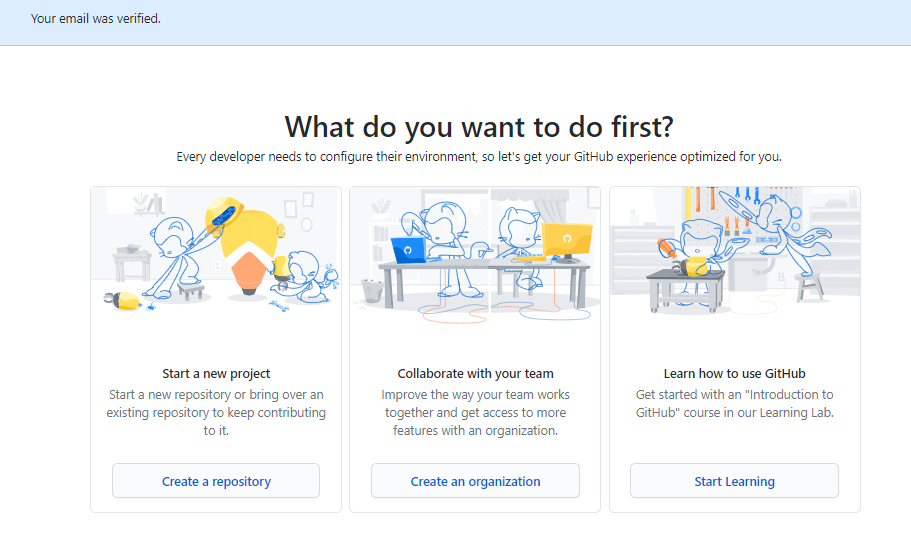 Your email was verified.
What do you want to do first?
Every developer needs to configure their environment, so let's get your GitHub experience optimized for you.
Start a new project
Start a new repository or bring over an
existing repository to keep contributing
to it.
Create a repository
Collaborate with your team
Improve the way your team works
together and get access to more
features with an organization.
Create an organization
Learn how to use GitHub
Get started with an "Introduction to
GitHub" course in our Learning Lab.
Start Learning